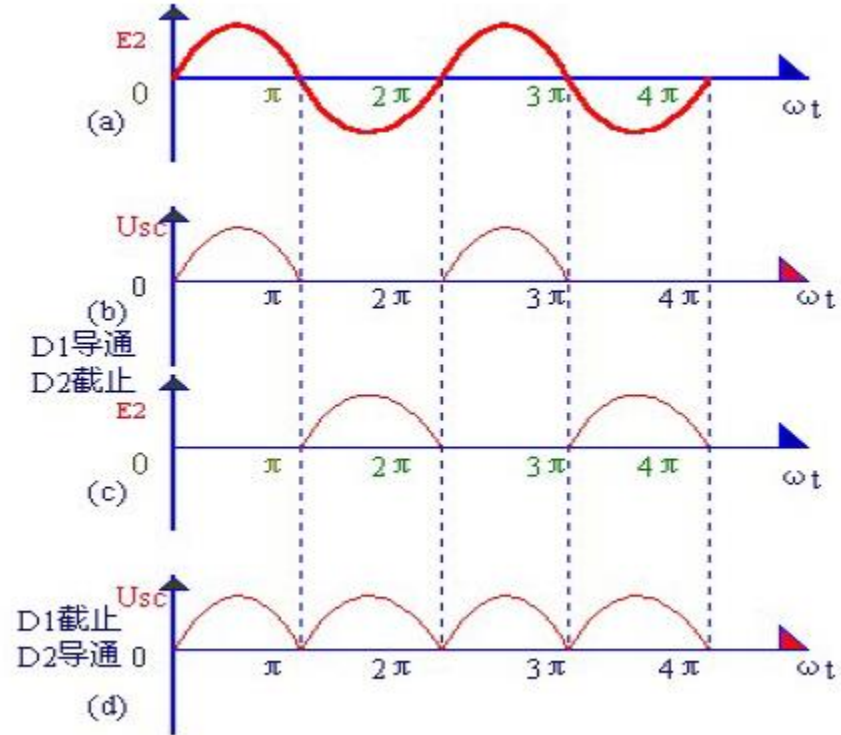 E2
0 π 2π 3π 4π ωt
(a)
Usc
0 π 2π 3π 4π ωt
(b)
D1导通
D2截止
E2
0 π 2π 3π 4π ωt
(c)
Usc
D1截止
D2导通 0 π 2π 3π 4π ωt
(d)